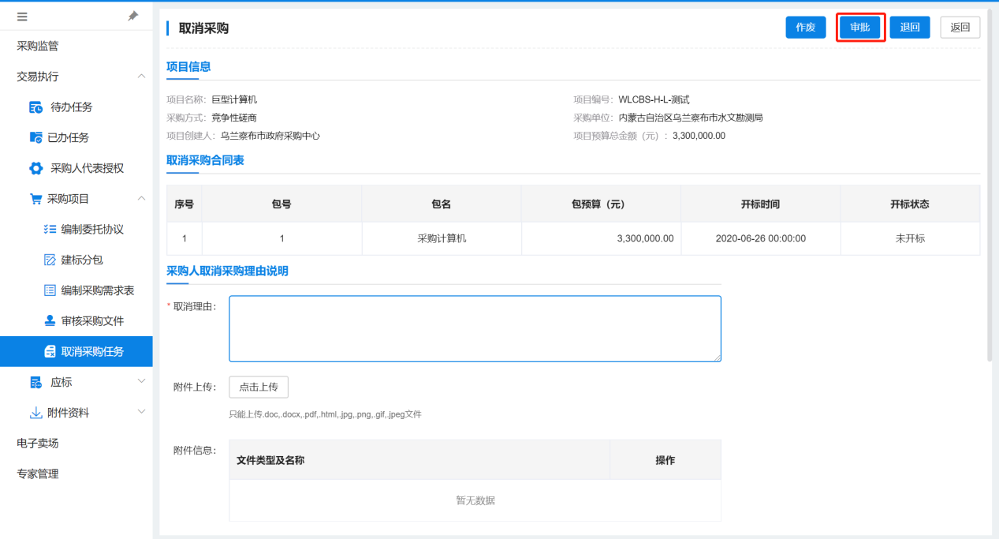 取消采购
作废 审批 退回 返回
采购监管
交易执行
待办任务
已办任务
采购人代表授权
采购项目
编制委托协议
建标分包
编制采购需求表
审核采购文件
取消采购任务
应标
附件资料
电子卖场
专家管理
项目信息
项目名称: 巨型计算机 项目编号: WLCBS-H-L-测试
采购方式: 竞争性磋商 采购单位: 内蒙古自治区乌兰察布市水文勘测局
项目创建人: 乌兰察布市政府采购中心 项目预算总金额（元）: 3,300,000.00
取消采购合同表
序号 包号 包名 包预算（元） 开标时间 开标状态
1 1 采购计算机 3,300,000.00 2020-06-26 00:00:00 未开标
采购人取消采购理由说明
* 取消理由:
附件上传: 点击上传
只能上传.doc,.docx,.pdf,.html,.jpg,.png,.gif,.jpeg文件
附件信息:
文件类型及名称 操作
暂无数据